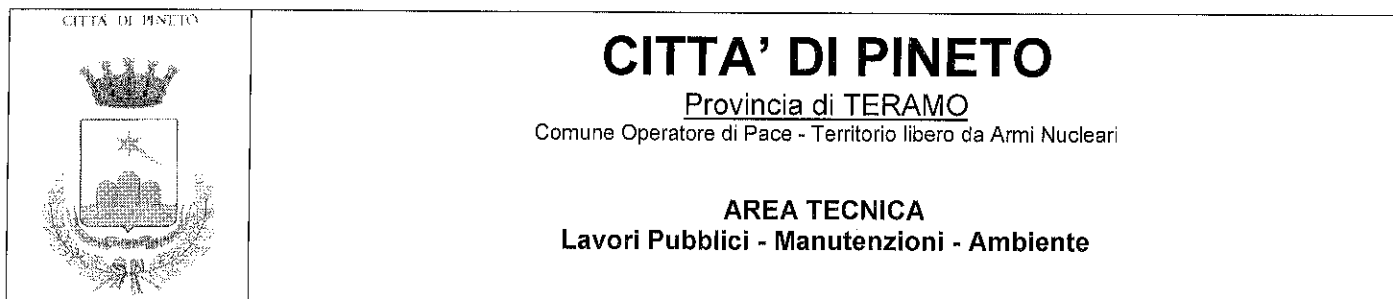 CITTÀ DI PINETO
CITTA' DI PINETO
Provincia di TERAMO
Comune Operatore di Pace - Territorio libero da Armi Nucleari
AREA TECNICA
Lavori Pubblici - Manutenzioni - Ambiente